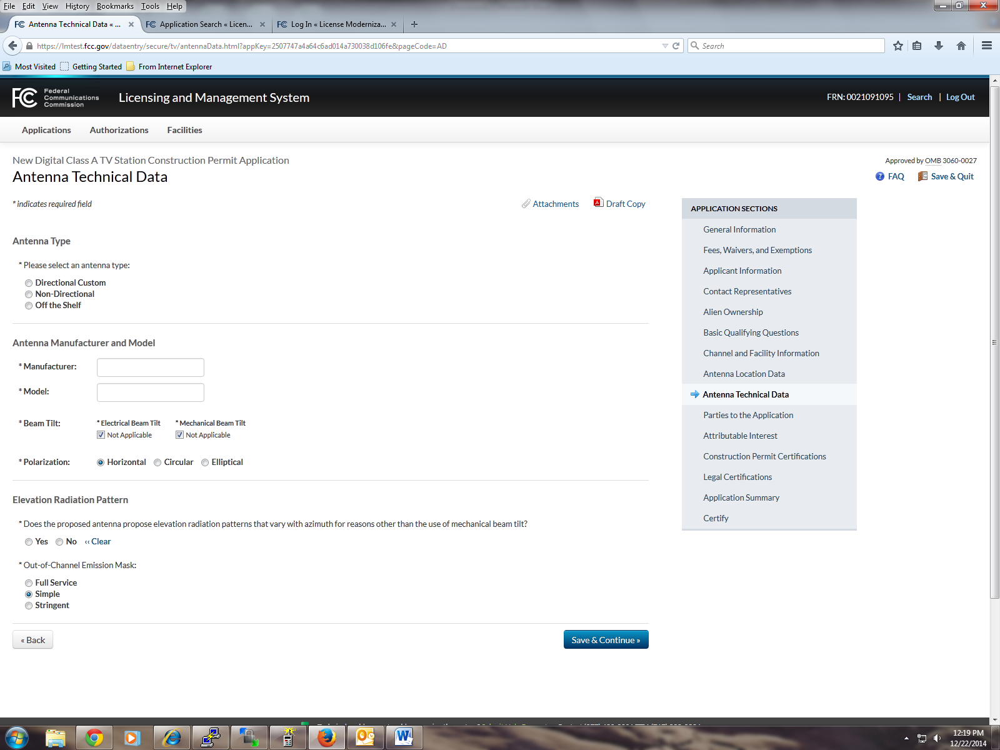 File Edit View History Bookmarks Tools Help
Antenna Technical Data « ... × Application Search « Licen... × Log In « License Moderniza... × +
https://lmtest.fcc.gov/dataentry/secure/tv/antennaData.html?appKey=2507747a4a64c6ad014a730038d106fe&pageCode=AD Search
Most Visited Getting Started From Internet Explorer
FCC Federal Communications Commission Licensing and Management System FRN: 0021091095 | Search | Log Out
Applications Authorizations Facilities
New Digital Class A TV Station Construction Permit Application
Approved by OMB 3060-0027
Antenna Technical Data
FAQ Save & Quit
* indicates required field
Attachments Draft Copy
Antenna Type
* Please select an antenna type:
Directional Custom
Non-Directional
Off the Shelf
Antenna Manufacturer and Model
* Manufacturer:
* Model:
* Beam Tilt: * Electrical Beam Tilt * Mechanical Beam Tilt
Not Applicable Not Applicable
* Polarization: Horizontal Circular Elliptical
Elevation Radiation Pattern
* Does the proposed antenna propose elevation radiation patterns that vary with azimuth for reasons other than the use of mechanical beam tilt?
Yes No ‹‹ Clear
* Out-of-Channel Emission Mask:
Full Service
Simple
Stringent
« Back Save & Continue »
APPLICATION SECTIONS
General Information
Fees, Waivers, and Exemptions
Applicant Information
Contact Representatives
Alien Ownership
Basic Qualifying Questions
Channel and Facility Information
Antenna Location Data
Antenna Technical Data
Parties to the Application
Attributable Interest
Construction Permit Certifications
Legal Certifications
Application Summary
Certify
12:19 PM
12/22/2014